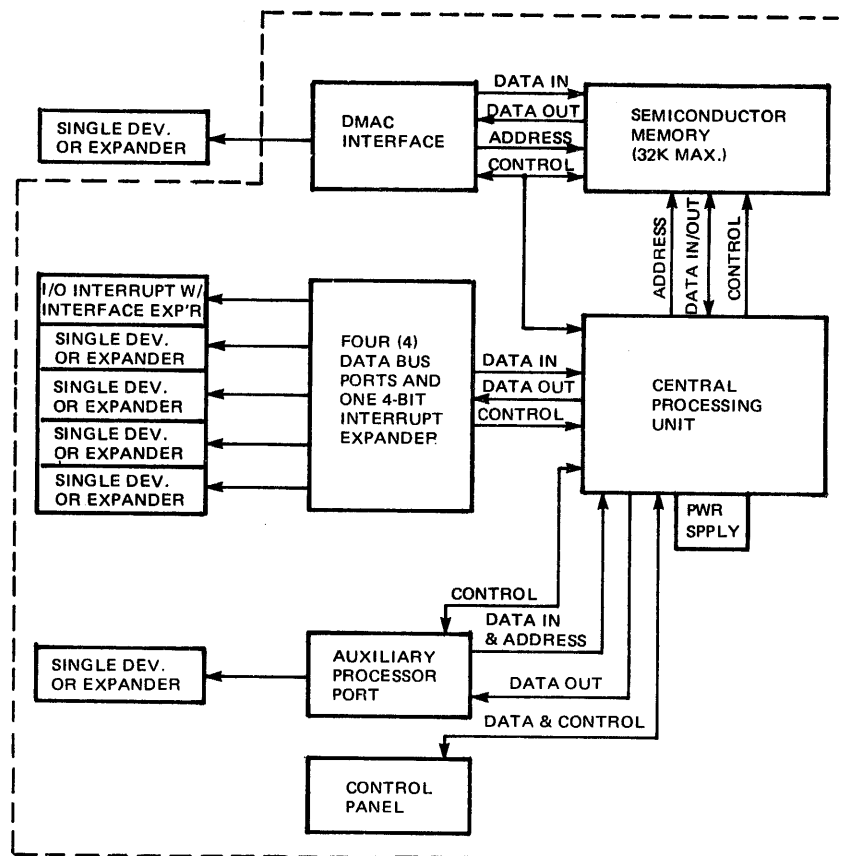 DATA IN
DATA OUT
ADDRESS
CONTROL
DMAC
INTERFACE
SEMICONDUCTOR
MEMORY
(32K MAX.)
SINGLE DEV.
OR EXPANDER
ADDRESS
DATA IN/OUT
CONTROL
I/O INTERRUPT W/
INTERFACE EXP'R
SINGLE DEV.
OR EXPANDER
SINGLE DEV.
OR EXPANDER
SINGLE DEV.
OR EXPANDER
SINGLE DEV.
OR EXPANDER
FOUR (4)
DATA BUS
PORTS AND
ONE 4-BIT
INTERRUPT
EXPANDER
DATA IN
DATA OUT
CONTROL
CENTRAL
PROCESSING
UNIT
PWR
SPPLY
CONTROL
DATA IN
& ADDRESS
SINGLE DEV.
OR EXPANDER
AUXILIARY
PROCESSOR
PORT
DATA OUT
DATA & CONTROL
CONTROL
PANEL